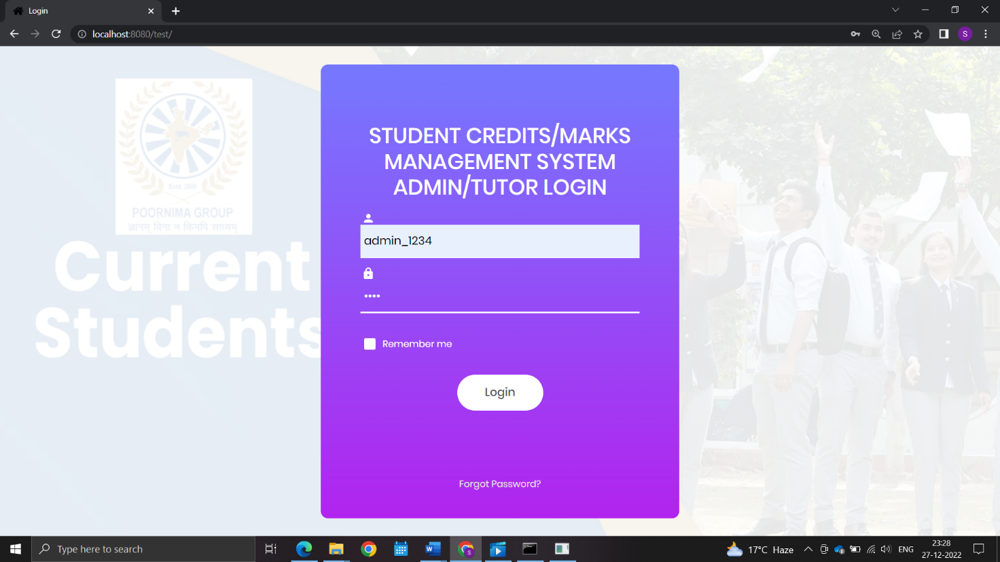 Login
localhost:8080/test/
S
Estd. 2000
POORNIMA GROUP
ज्ञानम् विना न किमपि साध्यम्
Current
Students
STUDENT CREDITS/MARKS
MANAGEMENT SYSTEM
ADMIN/TUTOR LOGIN
admin_1234
••••
Remember me
Login
Forgot Password?
Type here to search
17°C Haze
ENG
23:28
27-12-2022